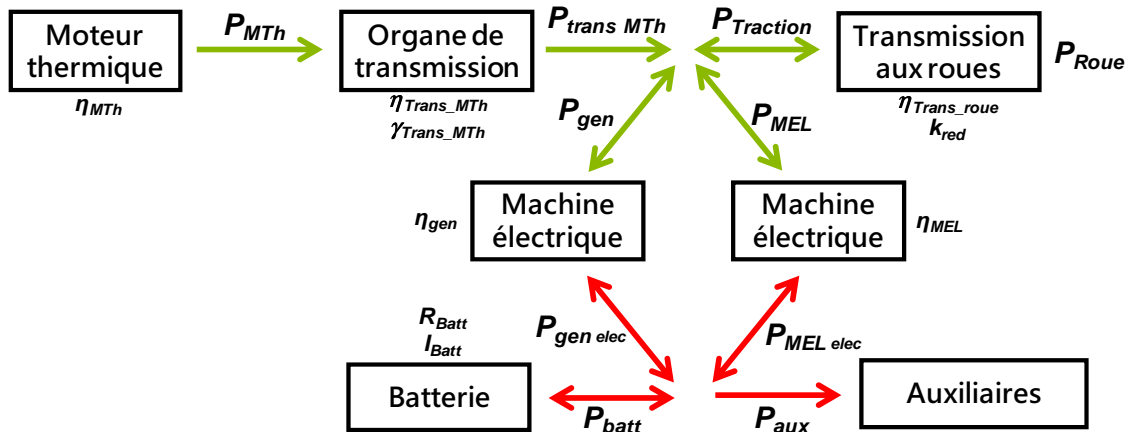 Moteur
thermique
η_MTh
P_MTh
Organe de
transmission
η_Trans_MTh
γ_Trans_MTh
P_trans MTh
P_Traction
Transmission
aux roues
η_Trans_roue
k_red
P_Roue
P_gen
P_MEL
η_gen
Machine
électrique
Machine
électrique
η_MEL
P_gen elec
P_MEL elec
R_Batt
I_Batt
Batterie
P_batt
P_aux
Auxiliaires